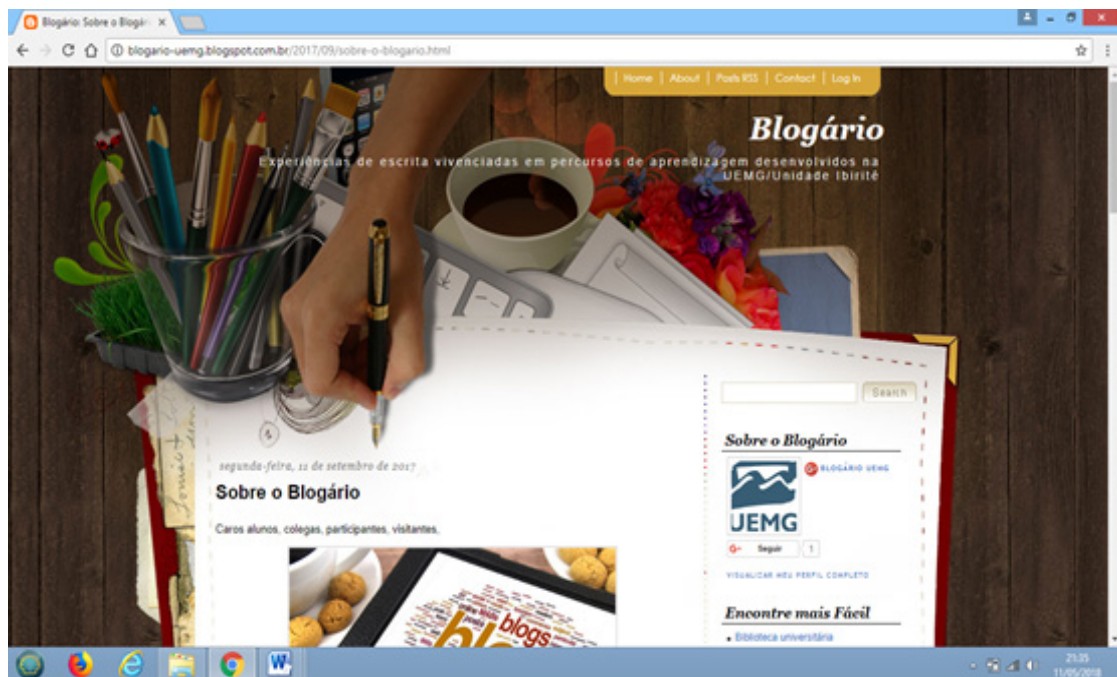 Blogário: Sobre o Blogári
blogario-uemg.blogspot.com.br/2017/09/sobre-o-blogario.html
| Home | About | Posts RSS | Contact | Log In
Blogário
Experiências de escrita vivenciadas em percursos de aprendizagem desenvolvidos na
UEMG/Unidade Ibirité
Search
segunda-feira, 11 de setembro de 2017
Sobre o Blogário
Caros alunos, colegas, participantes, visitantes.
blogs
blo
Sobre o Blogário
BLOGÁRIO UEMG
UEMG
G+ Seguir 1
VISUALIZAR MEU PERFIL COMPLETO
Encontre mais Fácil
Biblioteca universitária
21:35
11/05/2018